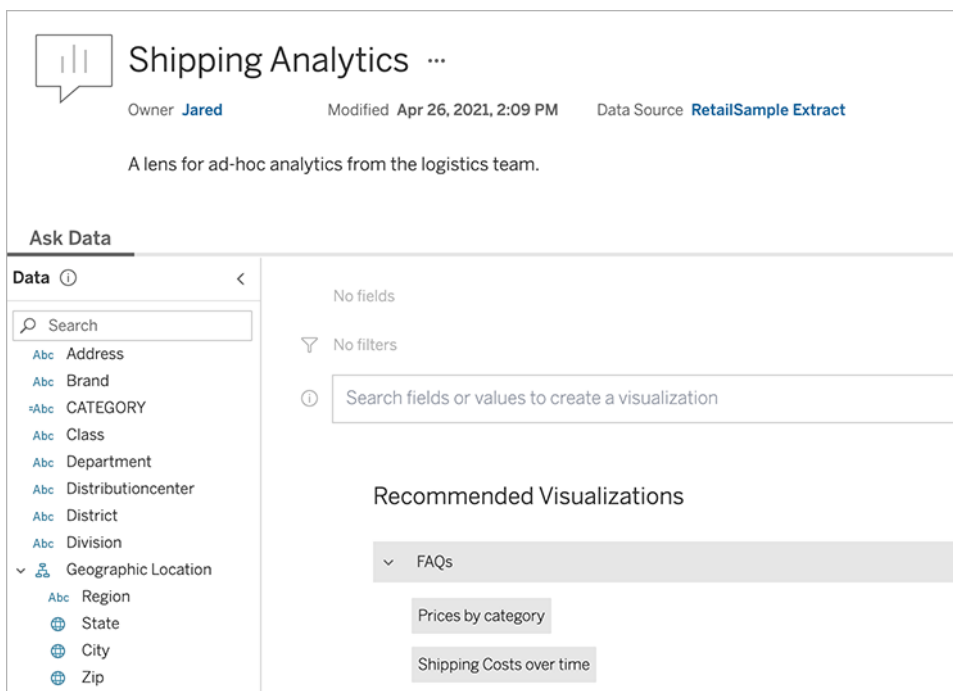 Shipping Analytics ...
Owner Jared Modified Apr 26, 2021, 2:09 PM Data Source RetailSample Extract
A lens for ad-hoc analytics from the logistics team.
Ask Data
Data
Search
Abc Address
Abc Brand
=Abc CATEGORY
Abc Class
Abc Department
Abc Distributioncenter
Abc District
Abc Division
Geographic Location
Abc Region
State
City
Zip
No fields
No filters
Search fields or values to create a visualization
Recommended Visualizations
FAQs
Prices by category
Shipping Costs over time